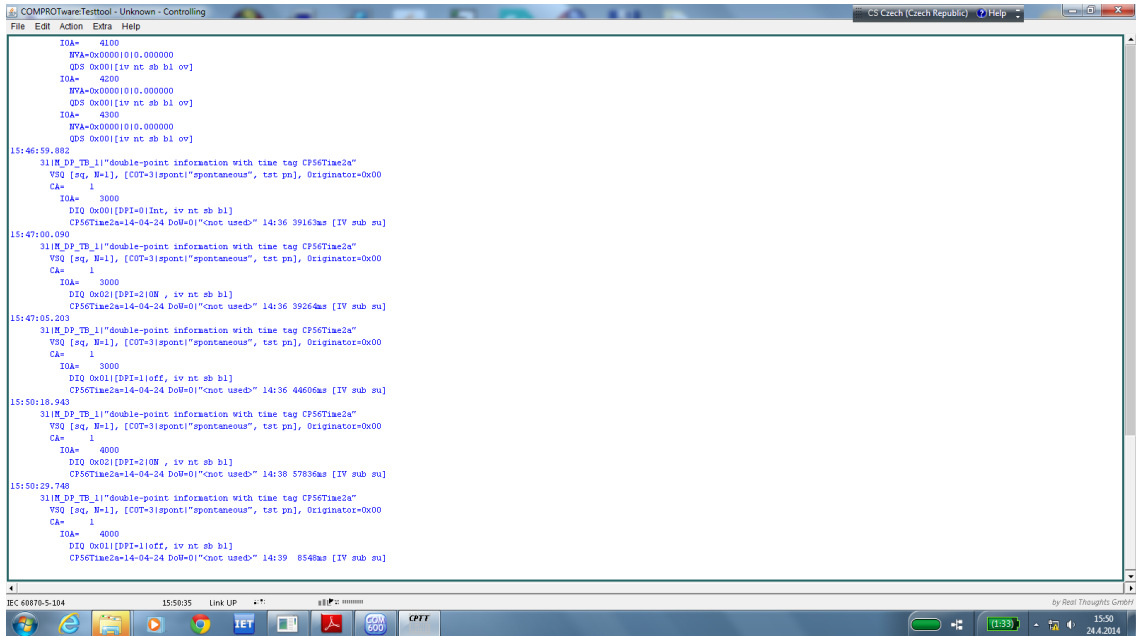 COMPROTware:Testtool - Unknown - Controlling
CS Czech (Czech Republic) Help
File Edit Action Extra Help
IOA= 4100
NVA=0x0000|0|0.000000
QDS 0x00|[iv nt sb bl ov]
IOA= 4200
NVA=0x0000|0|0.000000
QDS 0x00|[iv nt sb bl ov]
IOA= 4300
NVA=0x0000|0|0.000000
QDS 0x00|[iv nt sb bl ov]
15:46:59.882
31|M_DP_TB_1|"double-point information with time tag CP56Time2a"
VSQ [sq, N=1], [COT=3|spont|"spontaneous", tst pn], Originator=0x00
CA= 1
IOA= 3000
DIQ 0x00|[DPI=0|Int, iv nt sb bl]
CP56Time2a=14-04-24 DoW=0|"<not used>" 14:36 39163ms [IV sub su]
15:47:00.090
31|M_DP_TB_1|"double-point information with time tag CP56Time2a"
VSQ [sq, N=1], [COT=3|spont|"spontaneous", tst pn], Originator=0x00
CA= 1
IOA= 3000
DIQ 0x02|[DPI=2|ON , iv nt sb bl]
CP56Time2a=14-04-24 DoW=0|"<not used>" 14:36 39264ms [IV sub su]
15:47:05.203
31|M_DP_TB_1|"double-point information with time tag CP56Time2a"
VSQ [sq, N=1], [COT=3|spont|"spontaneous", tst pn], Originator=0x00
CA= 1
IOA= 3000
DIQ 0x01|[DPI=1|off, iv nt sb bl]
CP56Time2a=14-04-24 DoW=0|"<not used>" 14:36 44606ms [IV sub su]
15:50:18.943
31|M_DP_TB_1|"double-point information with time tag CP56Time2a"
VSQ [sq, N=1], [COT=3|spont|"spontaneous", tst pn], Originator=0x00
CA= 1
IOA= 4000
DIQ 0x02|[DPI=2|ON , iv nt sb bl]
CP56Time2a=14-04-24 DoW=0|"<not used>" 14:38 57836ms [IV sub su]
15:50:29.748
31|M_DP_TB_1|"double-point information with time tag CP56Time2a"
VSQ [sq, N=1], [COT=3|spont|"spontaneous", tst pn], Originator=0x00
CA= 1
IOA= 4000
DIQ 0x01|[DPI=1|off, iv nt sb bl]
CP56Time2a=14-04-24 DoW=0|"<not used>" 14:39 8548ms [IV sub su]
IEC 60870-5-104 15:50:35 Link UP by Real Thoughts GmbH
IET COM 600 CPTT (1:33) 15:50
24.4.2014